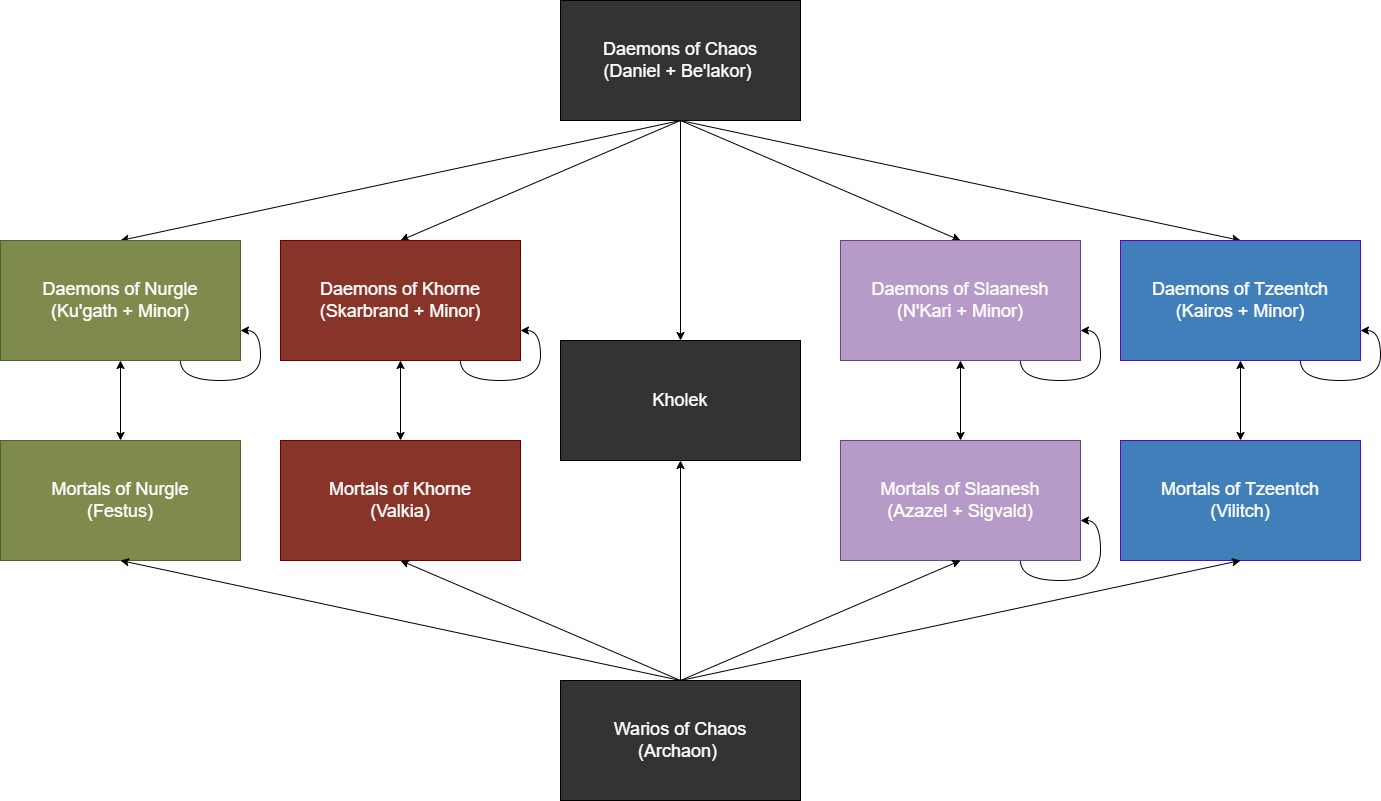 Daemons of Chaos
(Daniel + Be'lakor)
Daemons of Nurgle
(Ku'gath + Minor)
Daemons of Khorne
(Skarbrand + Minor)
Daemons of Slaanesh
(N'Kari + Minor)
Daemons of Tzeentch
(Kairos + Minor)
Kholek
Mortals of Nurgle
(Festus)
Mortals of Khorne
(Valkia)
Mortals of Slaanesh
(Azazel + Sigvald)
Mortals of Tzeentch
(Vilitch)
Warios of Chaos
(Archaon)